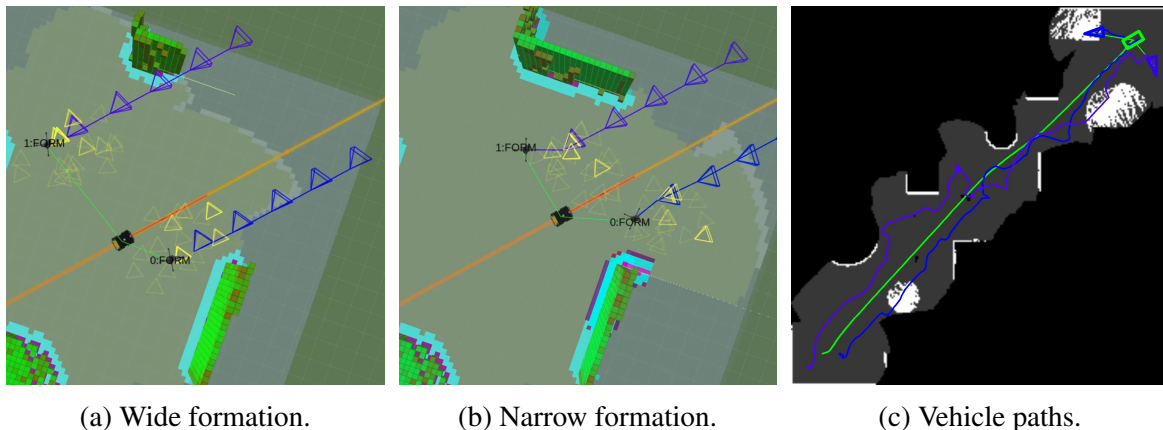 1:FORM
0:FORM
1:FORM
0:FORM
(a) Wide formation.
(b) Narrow formation.
(c) Vehicle paths.